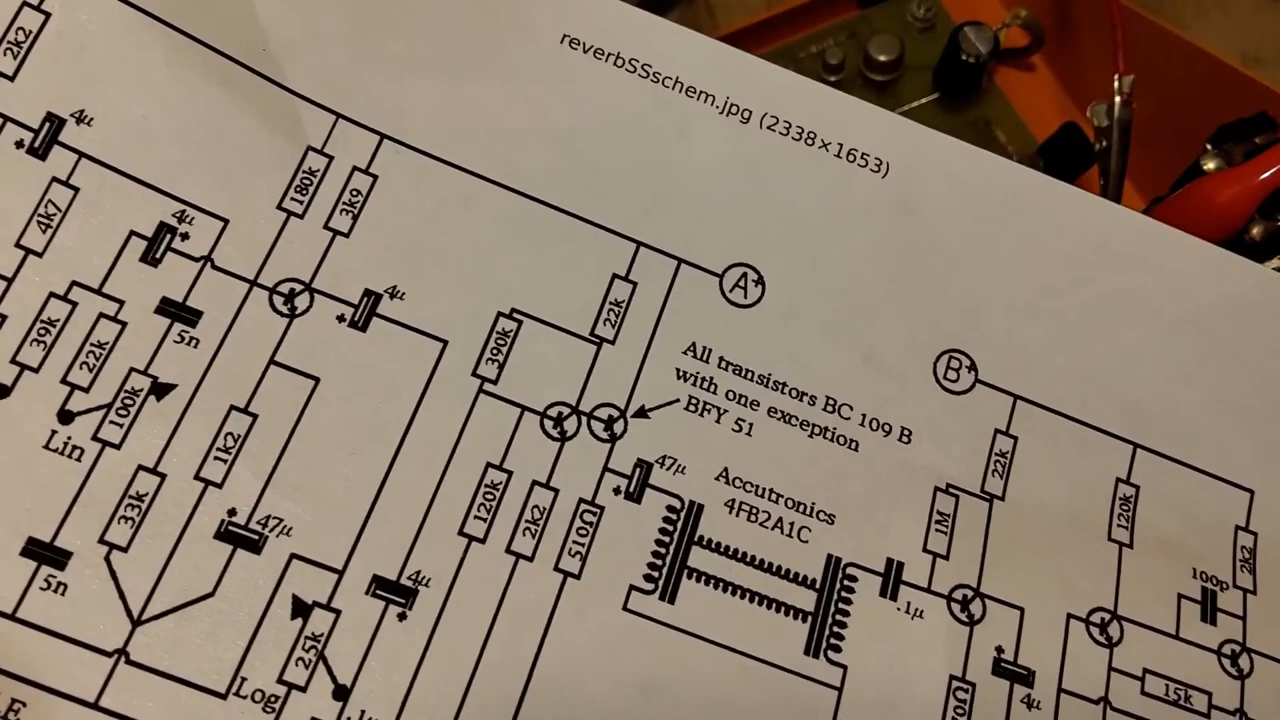 reverbSSschem.jpg (2338×1653)
2k2
4µ
180k
3k9
4k7
4µ
A+
4µ
22k
39k
22k
5n
390k
All transistors BC 109 B
with one exception
BFY 51
B+
100k
Lin
1k2
47µ
Accutronics
4FB2A1C
22k
33k
120k
2k2
510Ω
1M
120k
2k2
47µ
5n
4µ
.1µ
100p
25k
Log
15k
4µ